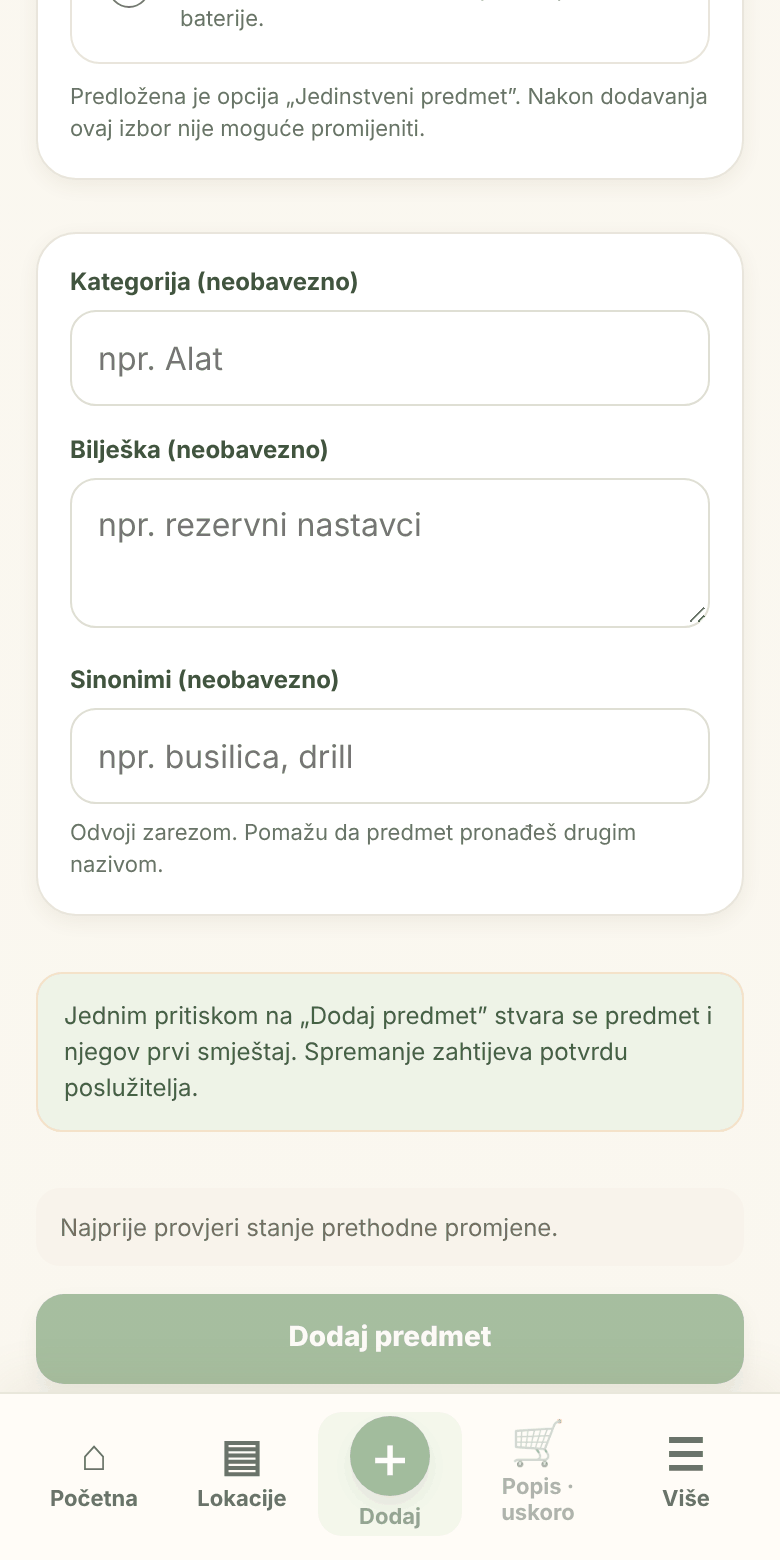 baterije.
Predložena je opcija „Jedinstveni predmet”. Nakon dodavanja
ovaj izbor nije moguće promijeniti.
Kategorija (neobavezno)
npr. Alat
Bilješka (neobavezno)
npr. rezervni nastavci
Sinonimi (neobavezno)
npr. busilica, drill
Odvoji zarezom. Pomažu da predmet pronađeš drugim
nazivom.
Jednim pritiskom na „Dodaj predmet” stvara se predmet i
njegov prvi smještaj. Spremanje zahtijeva potvrdu
poslužitelja.
Najprije provjeri stanje prethodne promjene.
Dodaj predmet
Početna
Lokacije
Dodaj
Popis ·
uskoro
Više